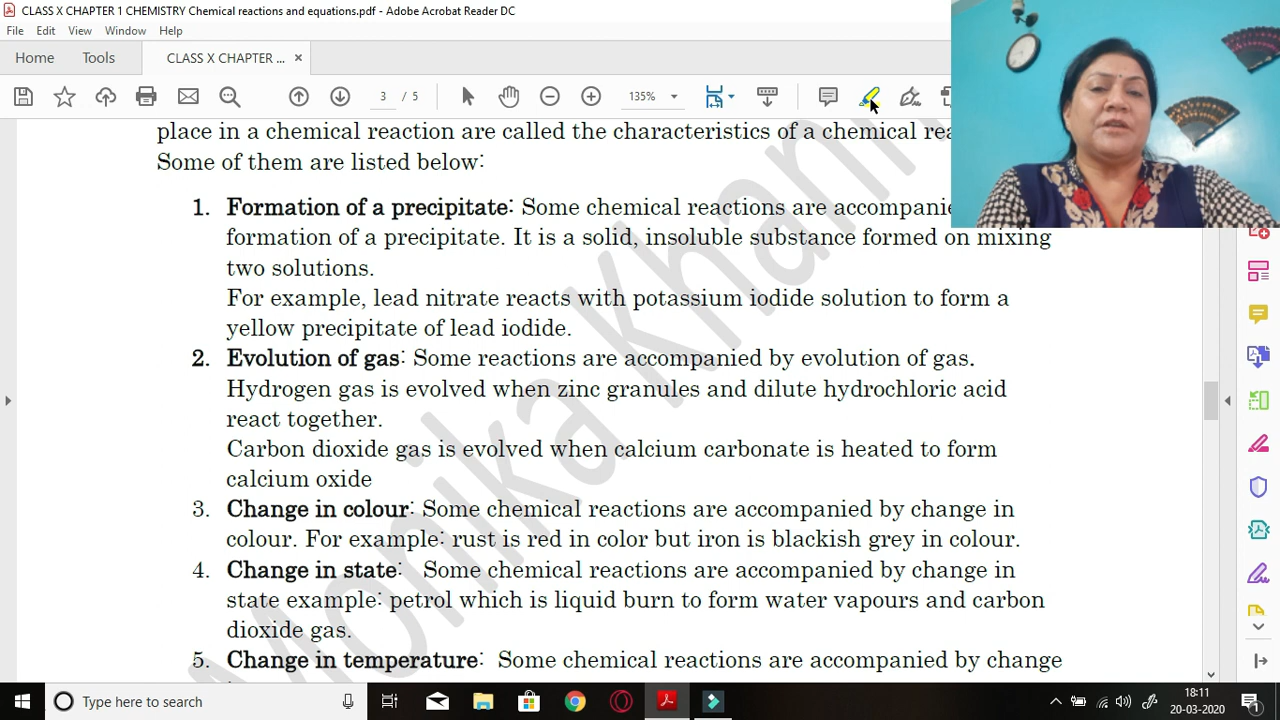 CLASS X CHAPTER 1 CHEMISTRY Chemical reactions and equations.pdf - Adobe Acrobat Reader DC
File Edit View Window Help
Home Tools CLASS X CHAPTER ... ×
3 / 5 135%
place in a chemical reaction are called the characteristics of a chemical
Some of them are listed below:
1. Formation of a precipitate: Some chemical reactions are
formation of a precipitate. It is a solid, insoluble substance formed on mixing
two solutions.
For example, lead nitrate reacts with potassium iodide solution to form a
yellow precipitate of lead iodide.
2. Evolution of gas: Some reactions are accompanied by evolution of gas.
Hydrogen gas is evolved when zinc granules and dilute hydrochloric acid
react together.
Carbon dioxide gas is evolved when calcium carbonate is heated to form
calcium oxide
3. Change in colour: Some chemical reactions are accompanied by change in
colour. For example: rust is red in color but iron is blackish grey in colour.
4. Change in state: Some chemical reactions are accompanied by change in
state example: petrol which is liquid burn to form water vapours and carbon
dioxide gas.
5. Change in temperature: Some chemical reactions are accompanied by change
Monika
Type here to search
18:11
20-03-2020
1